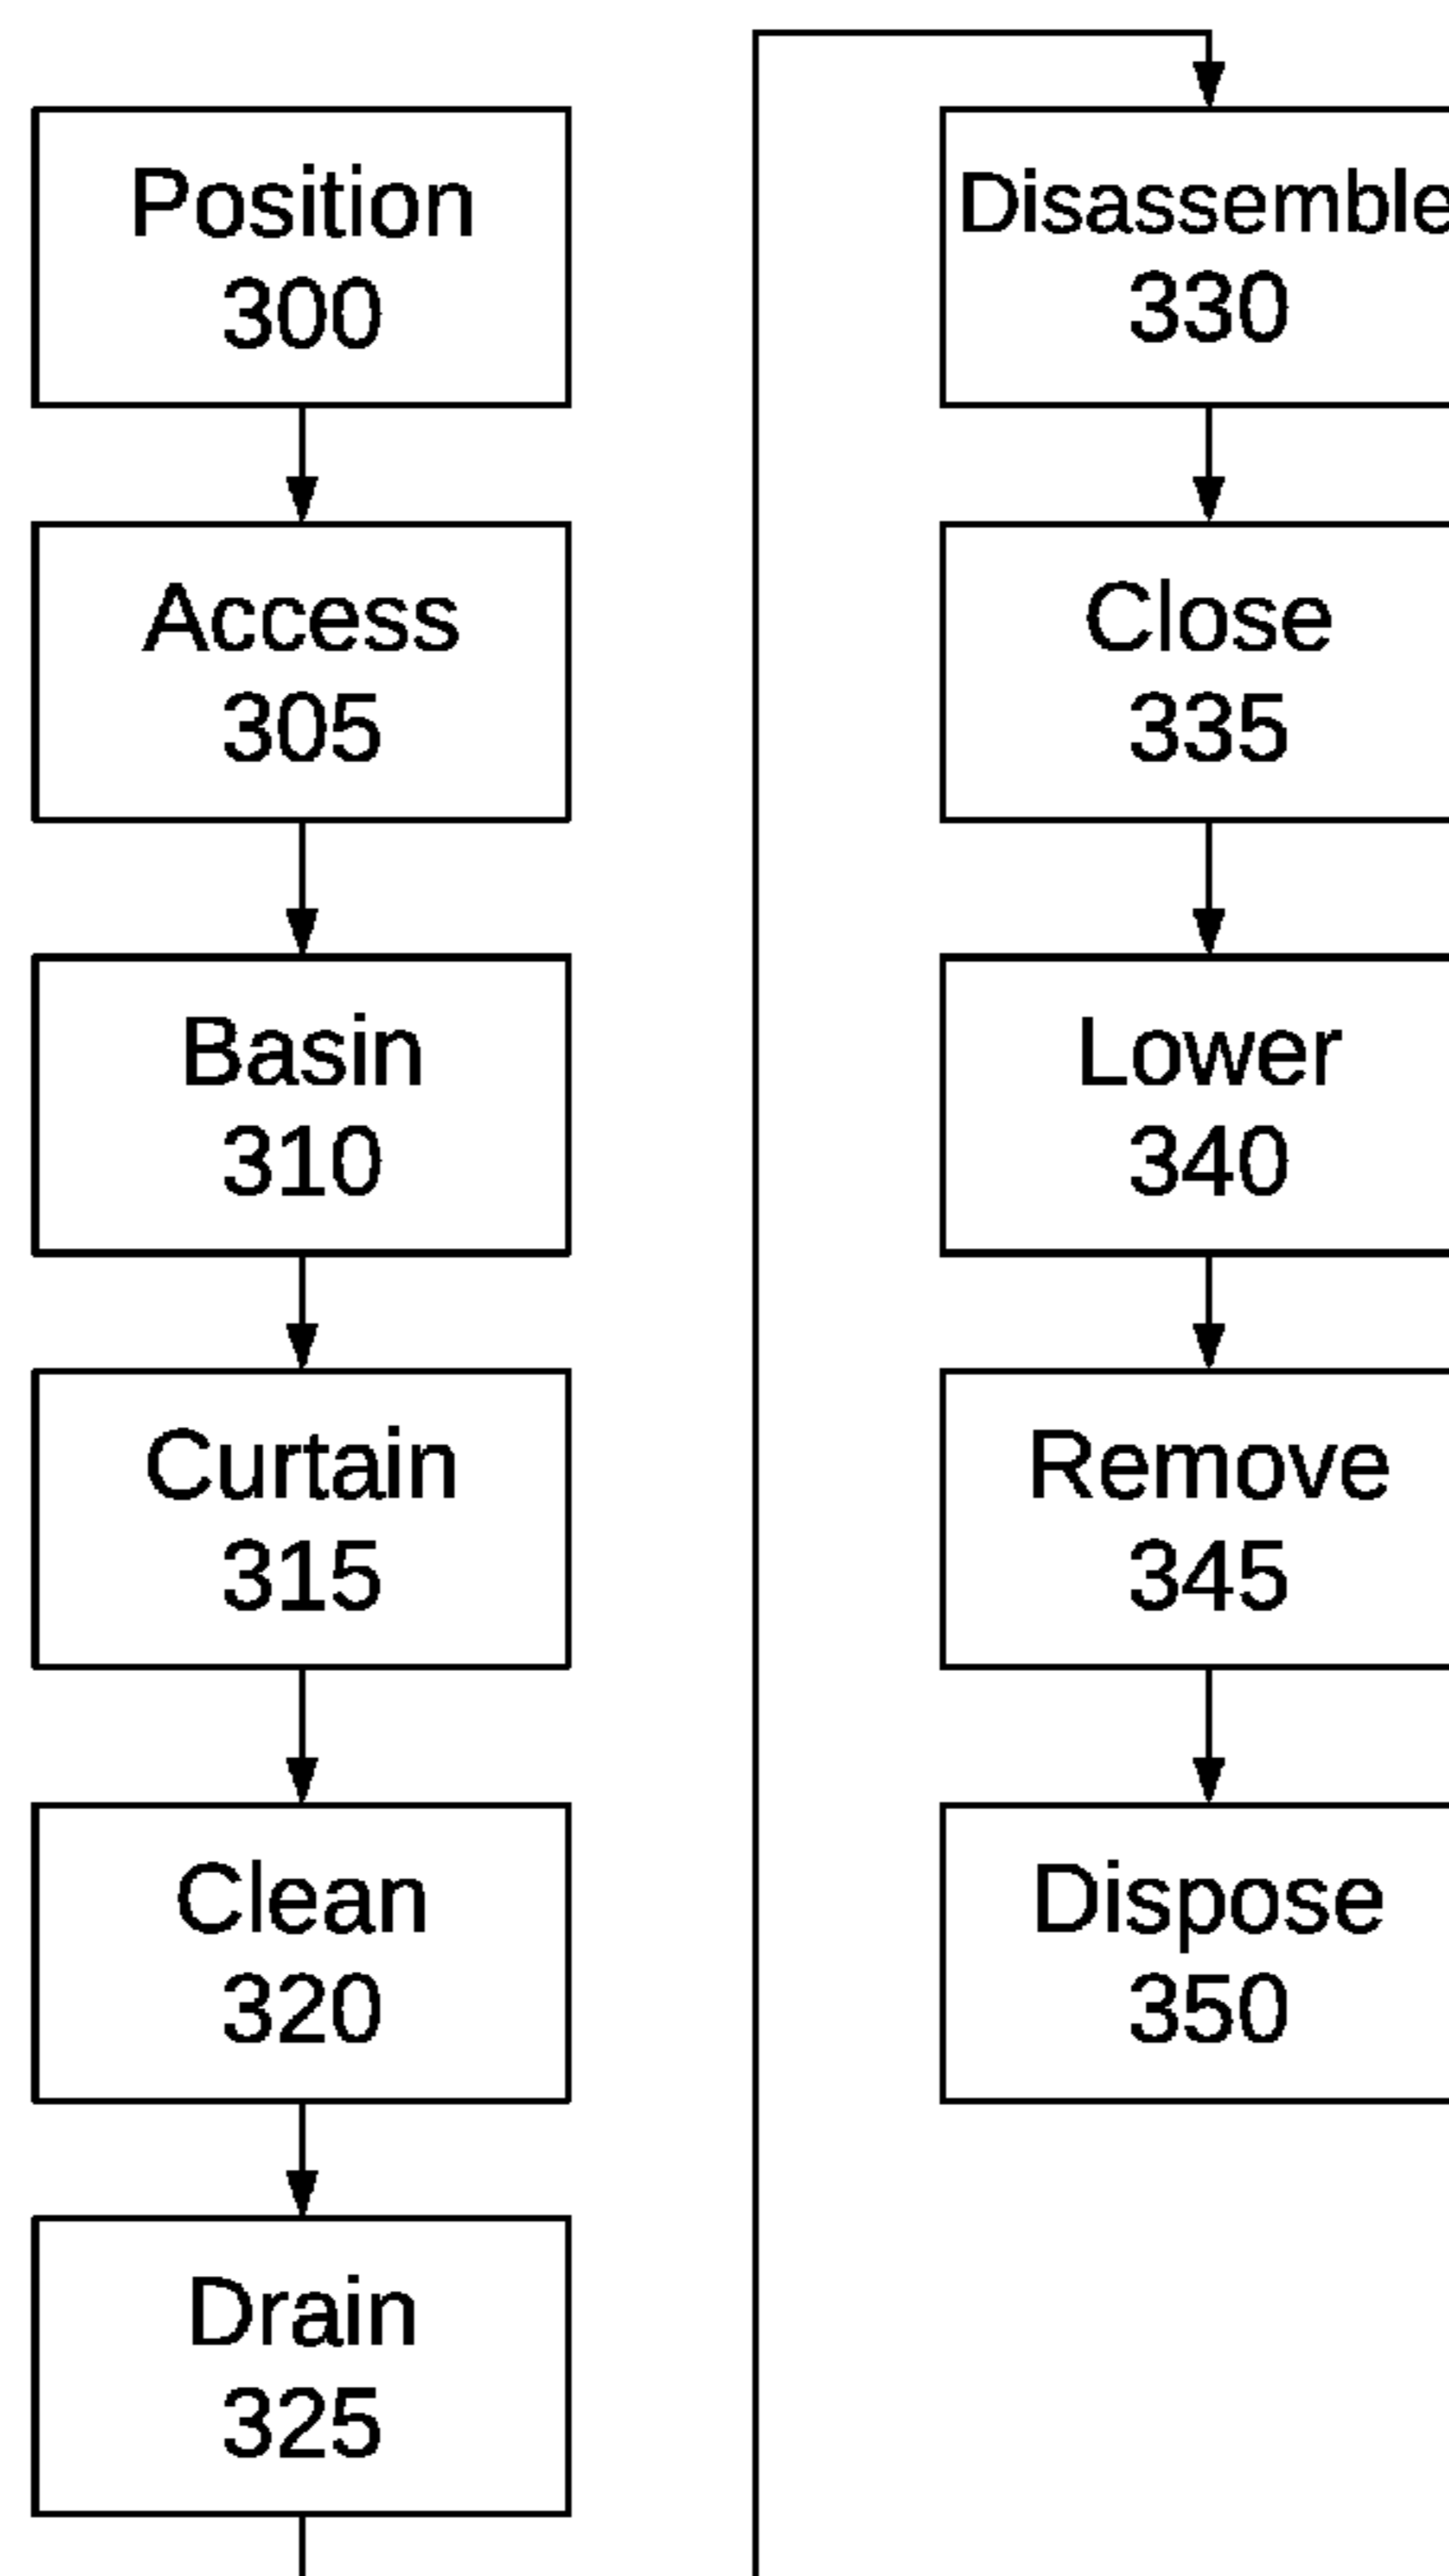 Position
300
Access
305
Basin
310
Curtain
315
Clean
320
Drain
325
Disassemble
330
Close
335
Lower
340
Remove
345
Dispose
350